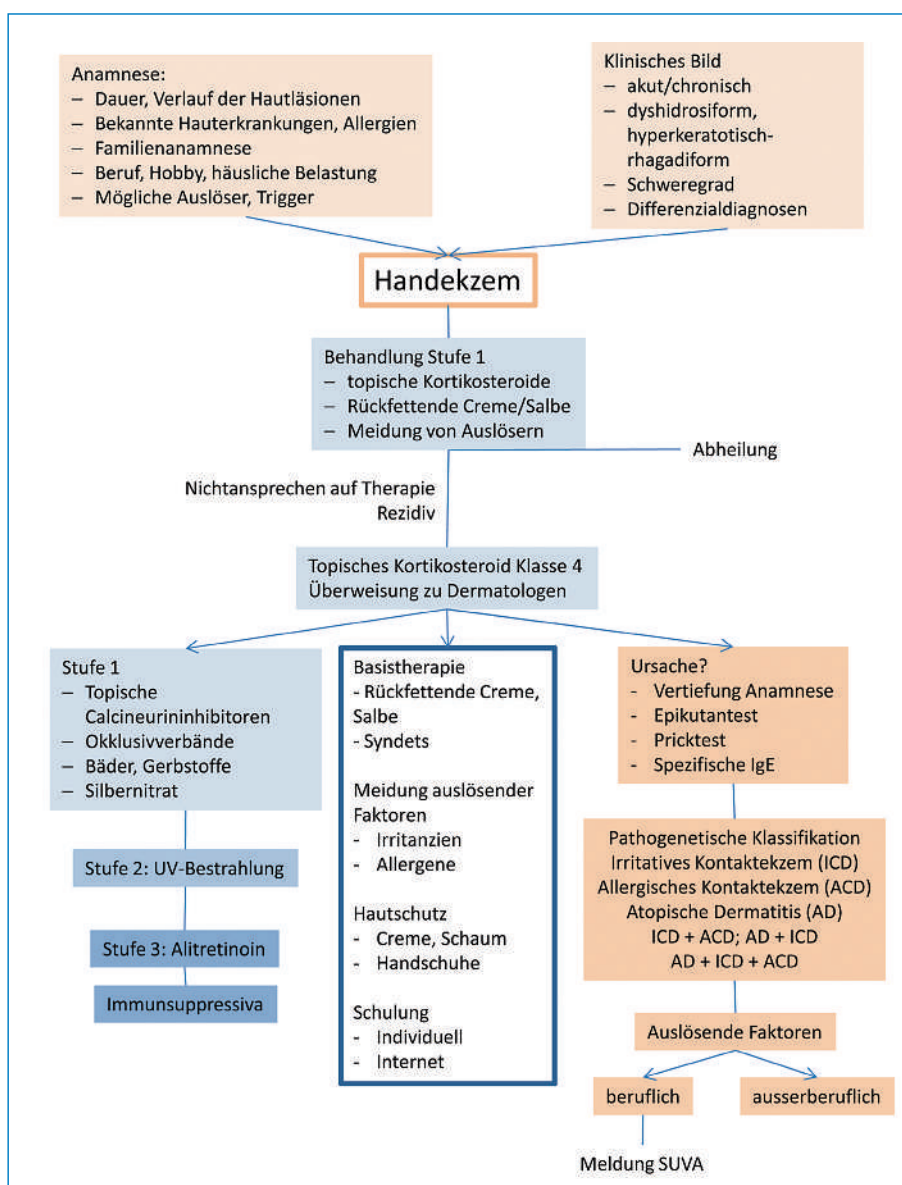 Anamnese:
– Dauer, Verlauf der Hautläsionen
– Bekannte Hauterkrankungen, Allergien
– Familienanamnese
– Beruf, Hobby, häusliche Belastung
– Mögliche Auslöser, Trigger
Klinisches Bild
– akut/chronisch
– dyshidrosiform,
hyperkeratotisch-
rhagadiform
– Schweregrad
– Differenzialdiagnosen
Handekzem
Behandlung Stufe 1
– topische Kortikosteroide
– Rückfettende Creme/Salbe
– Meidung von Auslösern
Abheilung
Nichtansprechen auf Therapie
Rezidiv
Topisches Kortikosteroid Klasse 4
Überweisung zu Dermatologen
Stufe 1
– Topische
Calcineurininhibitoren
– Okklusivverbände
– Bäder, Gerbstoffe
– Silbernitrat
Stufe 2: UV-Bestrahlung
Stufe 3: Alitretinoin
Immunsuppressiva
Basistherapie
- Rückfettende Creme,
Salbe
- Syndets
Meidung auslösender
Faktoren
- Irritanzien
- Allergene
Hautschutz
- Creme, Schaum
- Handschuhe
Schulung
- Individuell
- Internet
Ursache?
- Vertiefung Anamnese
- Epikutantest
- Pricktest
- Spezifische IgE
Pathogenetische Klassifikation
Irritatives Kontaktekzem (ICD)
Allergisches Kontaktekzem (ACD)
Atopische Dermatitis (AD)
ICD + ACD; AD + ICD
AD + ICD + ACD
Auslösende Faktoren
beruflich
ausserberuflich
Meldung SUVA